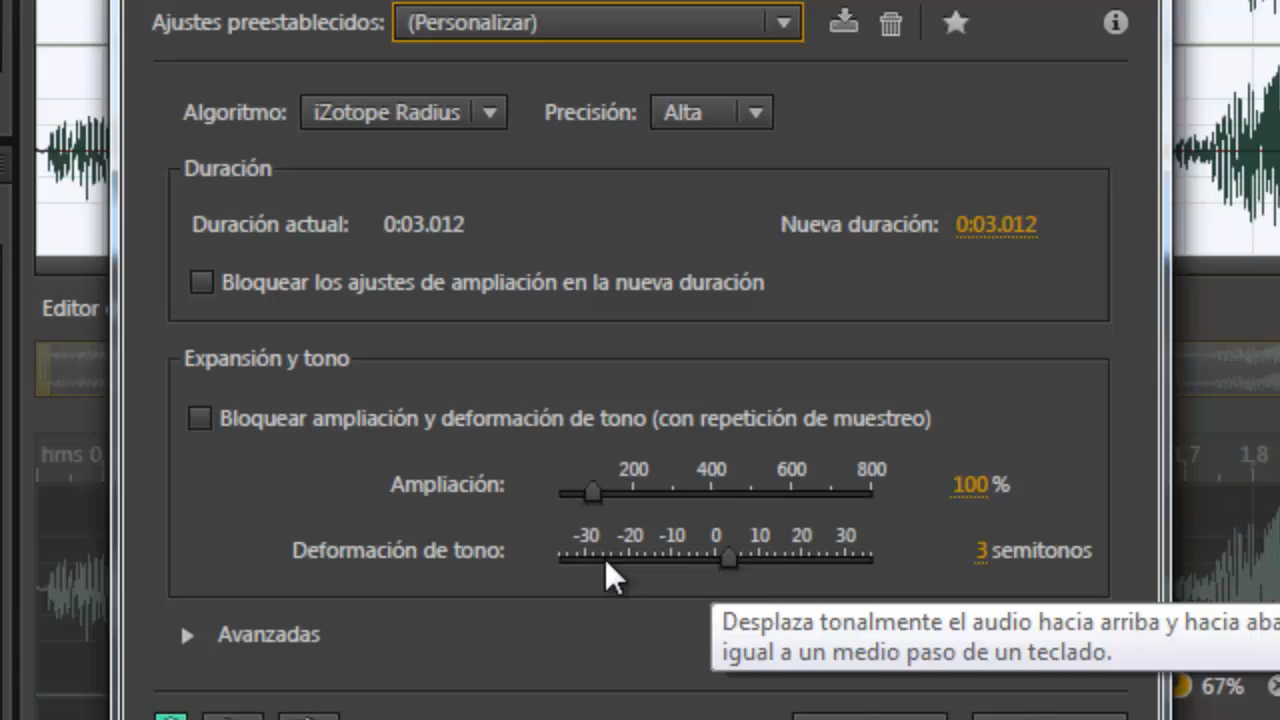 Ajustes preestablecidos: (Personalizar)
Algoritmo: iZotope Radius Precisión: Alta
Duración
Duración actual: 0:03.012 Nueva duración: 0:03.012
Bloquear los ajustes de ampliación en la nueva duración
Editor
Expansión y tono
Bloquear ampliación y deformación de tono (con repetición de muestreo)
hms 0,
,7 1,8
200 400 600 800
Ampliación: 100 %
-30 -20 -10 0 10 20 30
Deformación de tono: 3 semitonos
Desplaza tonalmente el audio hacia arriba y hacia aba
igual a un medio paso de un teclado.
Avanzadas
67%